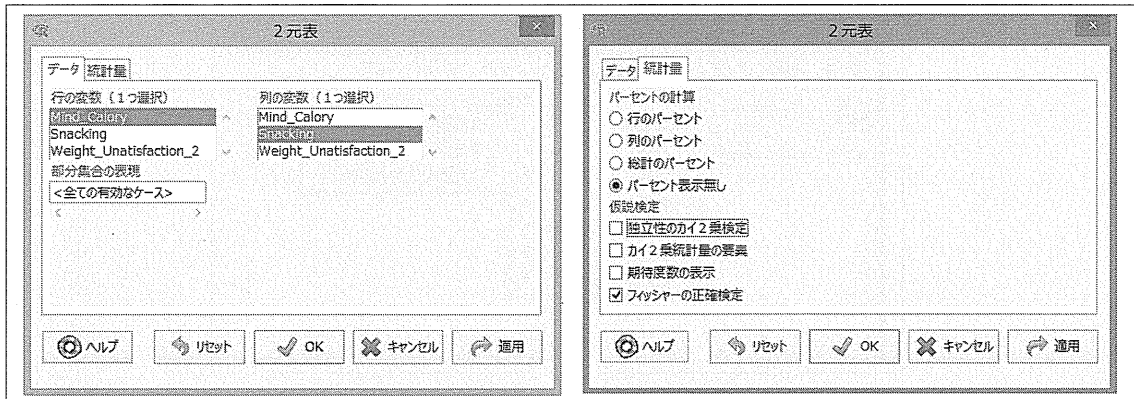 2元表
データ 統計量
行の変数（1つ選択） 列の変数（1つ選択）
Mind_Calory Mind_Calory
Snacking Snacking
Weight_Unatisfaction_2 Weight_Unatisfaction_2
部分集合の表現
<全ての有効なケース>
ヘルプ リセット OK キャンセル 適用
2元表
データ 統計量
パーセントの計算
行のパーセント
列のパーセント
総計のパーセント
パーセント表示無し
仮説検定
独立性のカイ2乗検定
カイ2乗統計量の要素
期待度数の表示
フィッシャーの正確検定
ヘルプ リセット OK キャンセル 適用